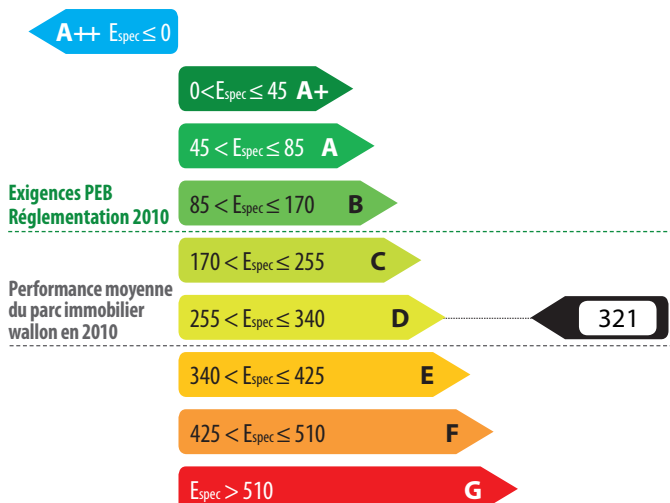 A++ Espec ≤ 0
0<Espec ≤ 45 A+
45 < Espec ≤ 85 A
Exigences PEB
Réglementation 2010
85 < Espec ≤ 170 B
170 < Espec ≤ 255 C
Performance moyenne
du parc immobilier
wallon en 2010
255 < Espec ≤ 340 D
321
340 < Espec ≤ 425 E
425 < Espec ≤ 510 F
Espec > 510 G